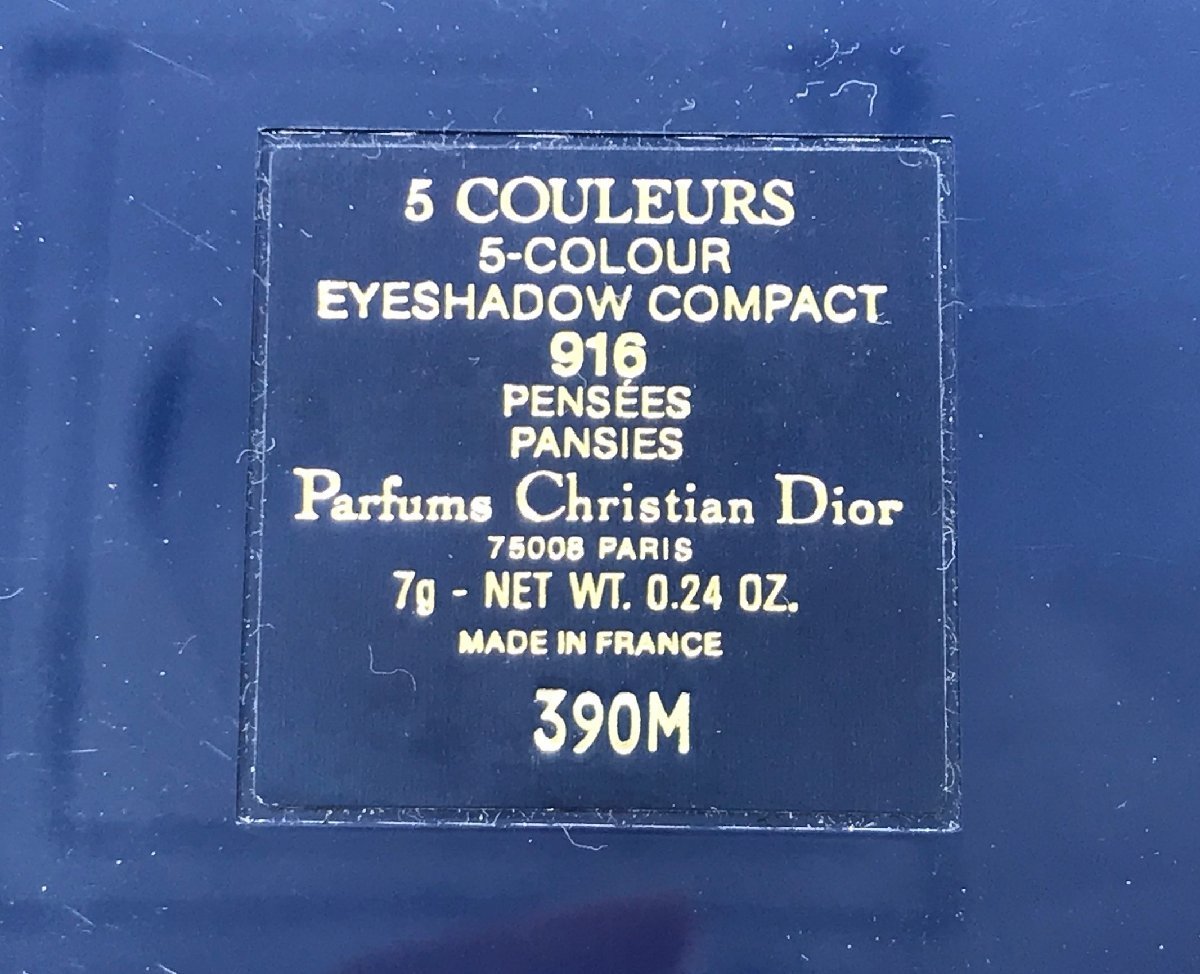 5 COULEURS
5-COLOUR
EYESHADOW COMPACT
916
PENSÉES
PANSIES
Parfums Christian Dior
75008 PARIS
7g - NET WT. 0.24 OZ.
MADE IN FRANCE
390M